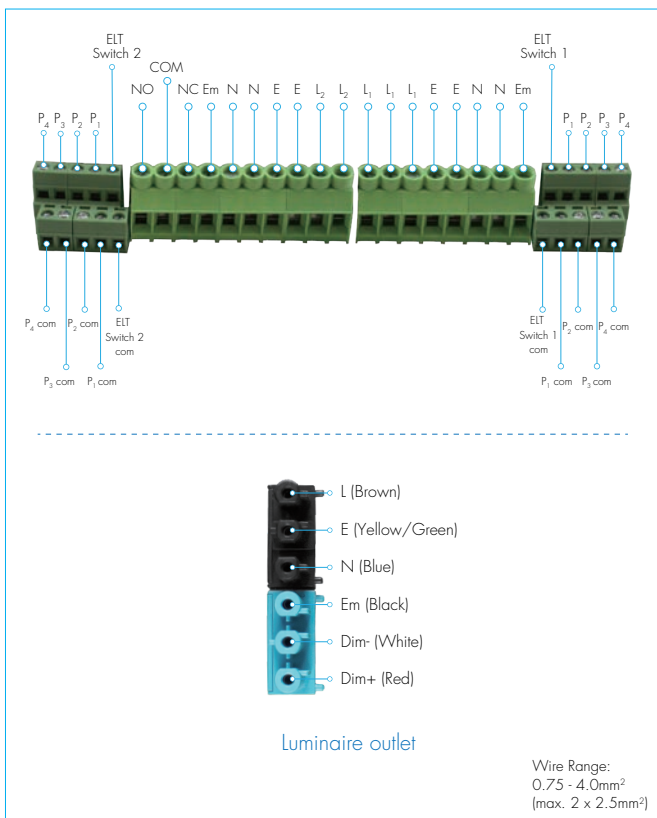 ELT
Switch 2
ELT
Switch 1
COM
NO
NC Em N N E E L₂ L₂ L₁ L₁ L₁ E E N N Em
P₄ P₃ P₂ P₁
P₁ P₂ P₃ P₄
P₄ com
P₂ com
ELT
Switch 2
com
P₃ com
P₁ com
ELT
Switch 1
com
P₂ com
P₄ com
P₁ com
P₃ com
L (Brown)
E (Yellow/Green)
N (Blue)
Em (Black)
Dim- (White)
Dim+ (Red)
Luminaire outlet
Wire Range:
0.75 - 4.0mm²
(max. 2 x 2.5mm²)